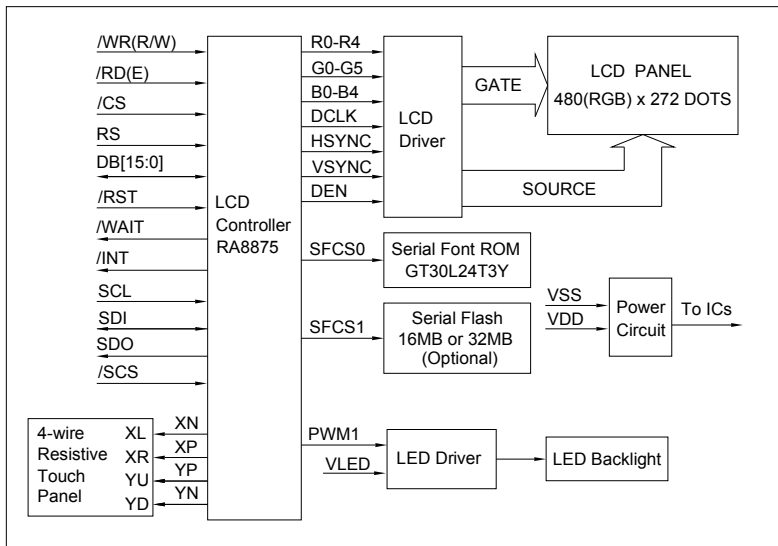 /WR(R/W)
/RD(E)
/CS
RS
DB[15:0]
/RST
/WAIT
/INT
SCL
SDI
SDO
/SCS
4-wire
Resistive
Touch
Panel
XL
XR
YU
YD
XN
XP
YP
YN
LCD
Controller
RA8875
R0-R4
G0-G5
B0-B4
DCLK
HSYNC
VSYNC
DEN
SFCS0
SFCS1
PWM1
VLED
LCD
Driver
GATE
SOURCE
LCD PANEL
480(RGB) x 272 DOTS
Serial Font ROM
GT30L24T3Y
Serial Flash
16MB or 32MB
(Optional)
VSS
VDD
Power
Circuit
To ICs
LED Driver
LED Backlight